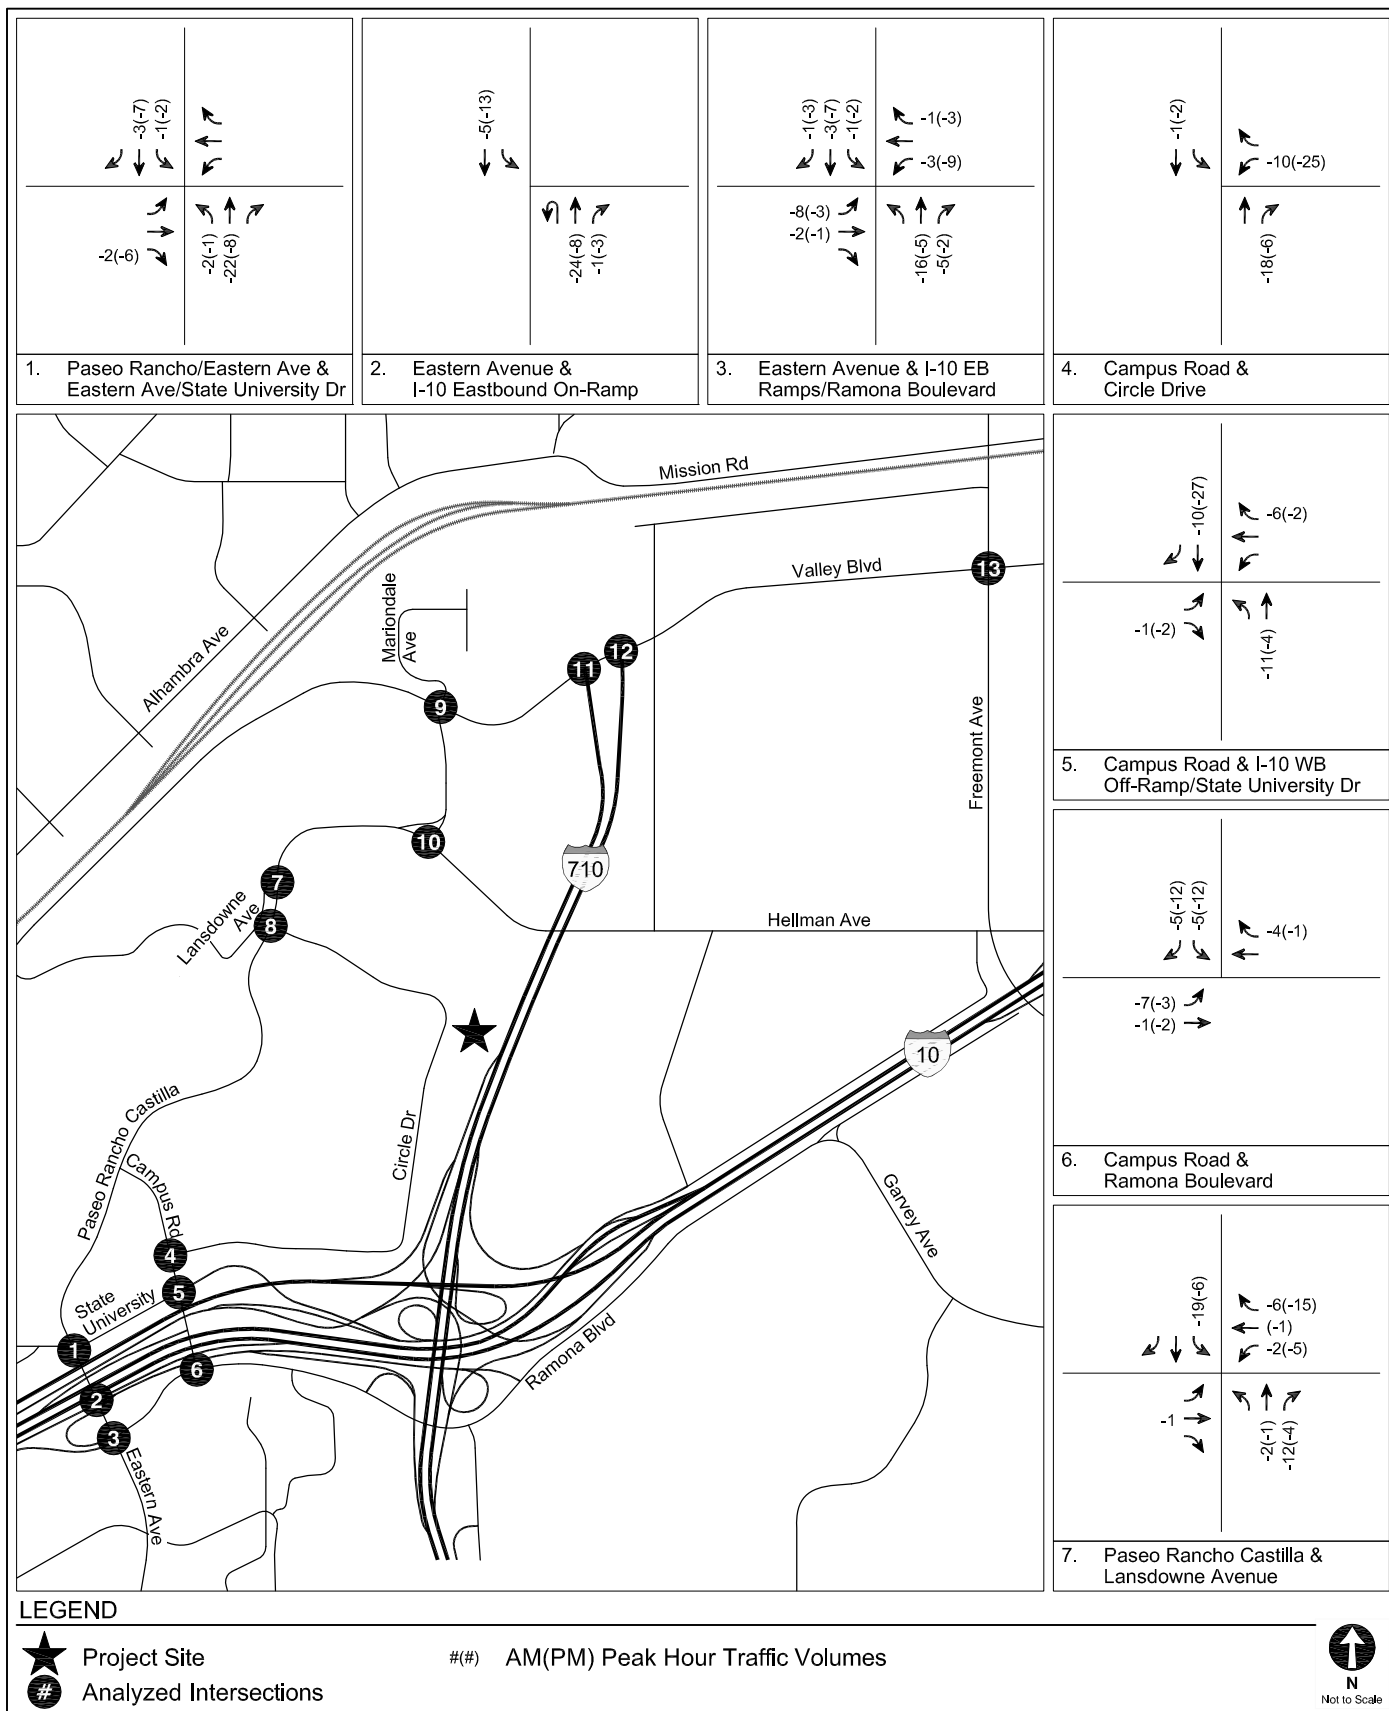 -3(-7)
-1(-2)
-2(-6)
-2(-1)
-22(-8)
1. Paseo Rancho/Eastern Ave &
Eastern Ave/State University Dr
-5(-13)
-24(-8)
-1(-3)
2. Eastern Avenue &
I-10 Eastbound On-Ramp
-1(-3)
-3(-7)
-1(-2)
-1(-3)
-3(-9)
-8(-3)
-2(-1)
-16(-5)
-5(-2)
3. Eastern Avenue & I-10 EB
Ramps/Ramona Boulevard
-1(-2)
-10(-25)
-18(-6)
4. Campus Road &
Circle Drive
-10(-27)
-6(-2)
-1(-2)
-11(-4)
5. Campus Road & I-10 WB
Off-Ramp/State University Dr
-5(-12)
-5(-12)
-4(-1)
-7(-3)
-1(-2)
6. Campus Road &
Ramona Boulevard
-19(-6)
-6(-15)
(-1)
-2(-5)
-1
-2(-1)
-12(-4)
7. Paseo Rancho Castilla &
Lansdowne Avenue
Mission Rd
Valley Blvd
13
Mariondale
Ave
Alhambra Ave
12
11
9
Freemont Ave
10
710
7
Lansdowne
Ave
8
Hellman Ave
10
Paseo Rancho Castilla
Circle Dr
Campus Rd
Garvey Ave
4
State
University
5
1
Ramona Blvd
6
2
3
Eastern Ave
LEGEND
Project Site
#(#) AM(PM) Peak Hour Traffic Volumes
# Analyzed Intersections
N
Not to Scale